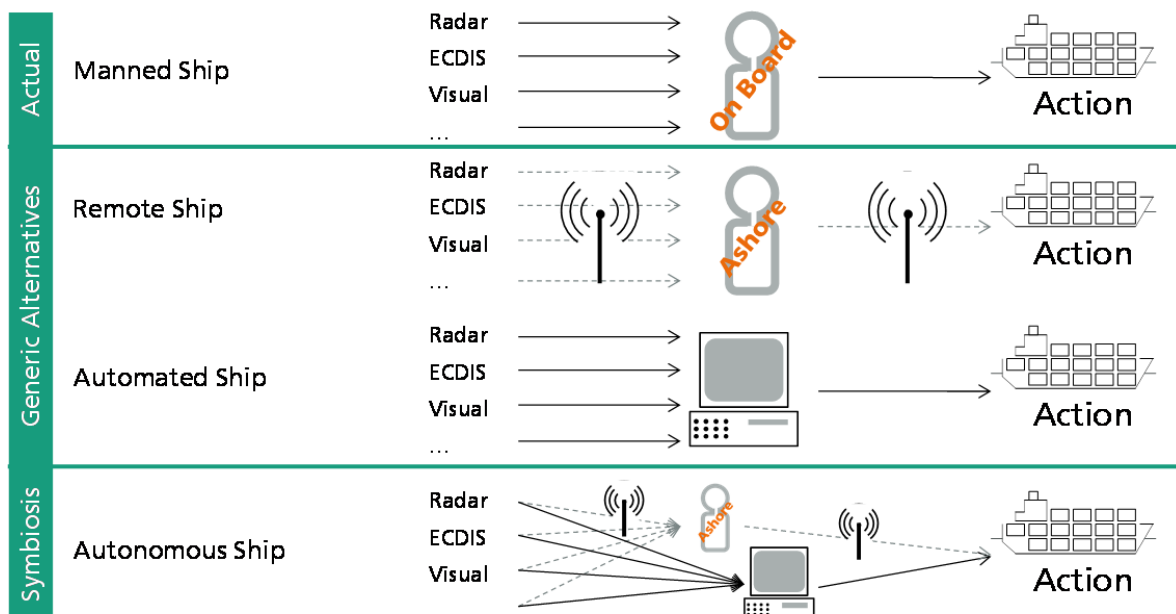 Actual
Manned Ship
Radar
ECDIS
Visual
...
On Board
Action
Generic Alternatives
Remote Ship
Radar
ECDIS
Visual
...
Ashore
Action
Automated Ship
Radar
ECDIS
Visual
...
Action
Symbiosis
Autonomous Ship
Radar
ECDIS
Visual
Ashore
Action